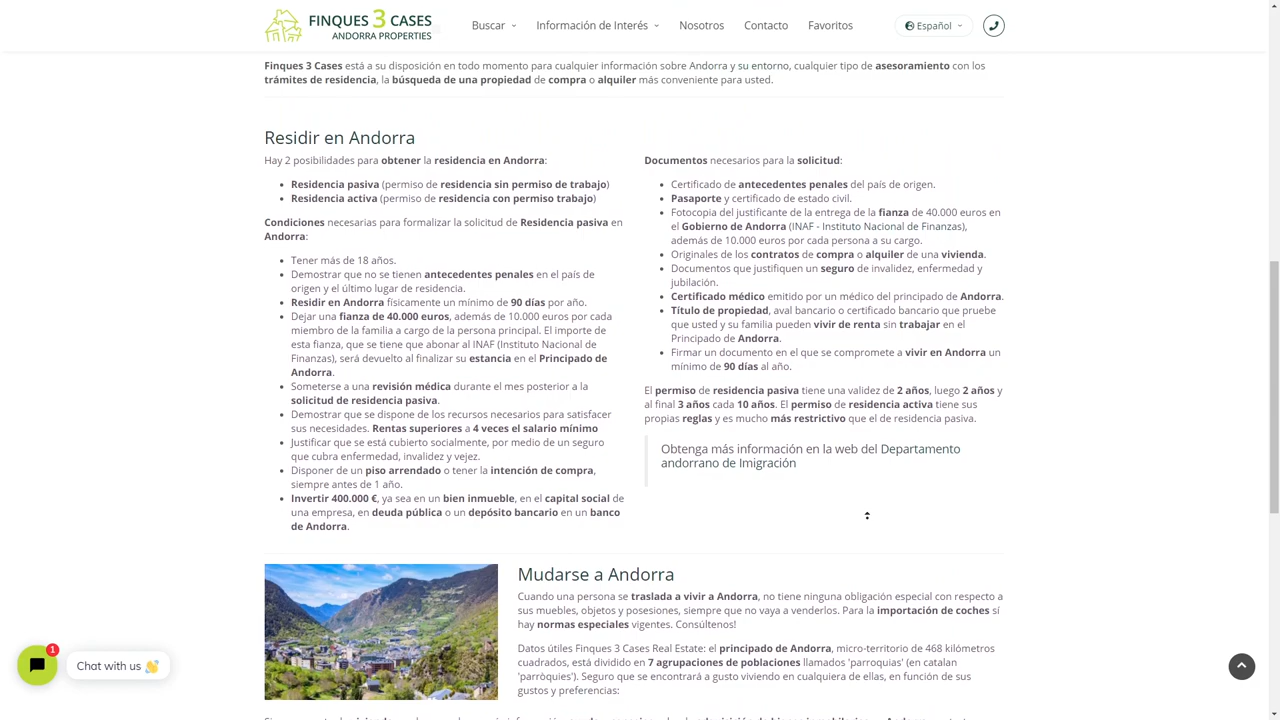 FINQUES 3 CASES
ANDORRA PROPERTIES
Buscar
Información de Interés
Nosotros
Contacto
Favoritos
Español
Finques 3 Cases está a su disposición en todo momento para cualquier información sobre Andorra y su entorno, cualquier tipo de asesoramiento con los
trámites de residencia, la búsqueda de una propiedad de compra o alquiler más conveniente para usted.
Residir en Andorra
Hay 2 posibilidades para obtener la residencia en Andorra:
Residencia pasiva (permiso de residencia sin permiso de trabajo)
Residencia activa (permiso de residencia con permiso trabajo)
Condiciones necesarias para formalizar la solicitud de Residencia pasiva en
Andorra:
Tener más de 18 años.
Demostrar que no se tienen antecedentes penales en el país de
origen y el último lugar de residencia.
Residir en Andorra físicamente un mínimo de 90 días por año.
Dejar una fianza de 40.000 euros, además de 10.000 euros por cada
miembro de la familia a cargo de la persona principal. El importe de
esta fianza, que se tiene que abonar al INAF (Instituto Nacional de
Finanzas), será devuelto al finalizar su estancia en el Principado de
Andorra.
Someterse a una revisión médica durante el mes posterior a la
solicitud de residencia pasiva.
Demostrar que se dispone de los recursos necesarios para satisfacer
sus necesidades. Rentas superiores a 4 veces el salario mínimo
Justificar que se está cubierto socialmente, por medio de un seguro
que cubra enfermedad, invalidez y vejez.
Disponer de un piso arrendado o tener la intención de compra,
siempre antes de 1 año.
Invertir 400.000 €, ya sea en un bien inmueble, en el capital social de
una empresa, en deuda pública o un depósito bancario en un banco
de Andorra.
Documentos necesarios para la solicitud:
Certificado de antecedentes penales del país de origen.
Pasaporte y certificado de estado civil.
Fotocopia del justificante de la entrega de la fianza de 40.000 euros en
el Gobierno de Andorra (INAF - Instituto Nacional de Finanzas),
además de 10.000 euros por cada persona a su cargo.
Originales de los contratos de compra o alquiler de una vivienda.
Documentos que justifiquen un seguro de invalidez, enfermedad y
jubilación.
Certificado médico emitido por un médico del principado de Andorra.
Título de propiedad, aval bancario o certificado bancario que pruebe
que usted y su familia pueden vivir de renta sin trabajar en el
Principado de Andorra.
Firmar un documento en el que se compromete a vivir en Andorra un
mínimo de 90 días al año.
El permiso de residencia pasiva tiene una validez de 2 años, luego 2 años y
al final 3 años cada 10 años. El permiso de residencia activa tiene sus
propias reglas y es mucho más restrictivo que el de residencia pasiva.
Obtenga más información en la web del Departamento
andorrano de Imigración
Mudarse a Andorra
Cuando una persona se traslada a vivir a Andorra, no tiene ninguna obligación especial con respecto a
sus muebles, objetos y posesiones, siempre que no vaya a venderlos. Para la importación de coches sí
hay normas especiales vigentes. Consúltenos!
Datos útiles Finques 3 Cases Real Estate: el principado de Andorra, micro-territorio de 468 kilómetros
cuadrados, está dividido en 7 agrupaciones de poblaciones llamados 'parroquias' (en catalan
'parròquies'). Seguro que se encontrará a gusto viviendo en cualquiera de ellas, en función de sus
gustos y preferencias:
1
Chat with us 👋